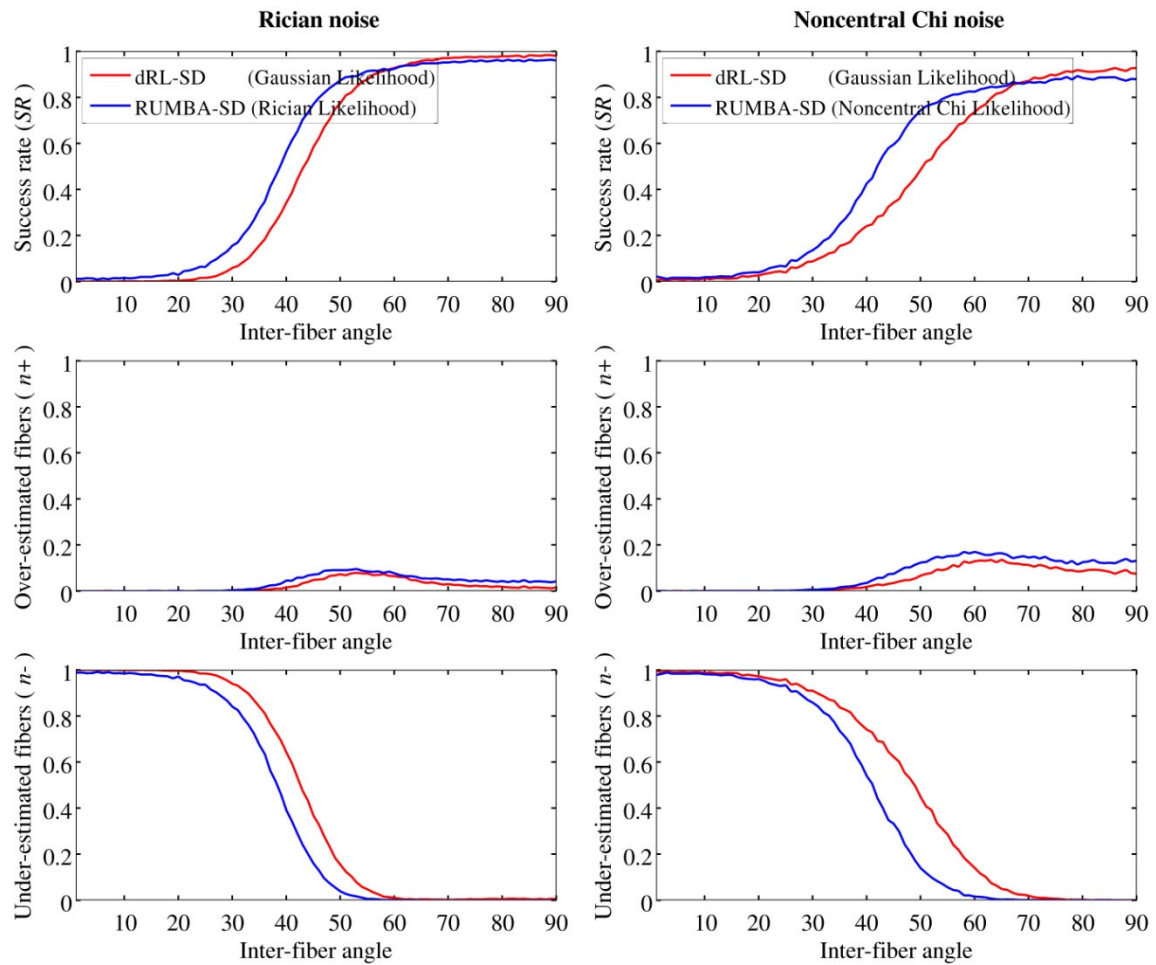 Rician noise
Noncentral Chi noise
1
0.8
0.6
0.4
0.2
0
Success rate (SR)
dRL-SD (Gaussian Likelihood)
RUMBA-SD (Rician Likelihood)
10 20 30 40 50 60 70 80 90
Inter-fiber angle
1
0.8
0.6
0.4
0.2
0
Success rate (SR)
dRL-SD (Gaussian Likelihood)
RUMBA-SD (Noncentral Chi Likelihood)
10 20 30 40 50 60 70 80 90
Inter-fiber angle
1
0.8
0.6
0.4
0.2
0
Over-estimated fibers ( n+ )
10 20 30 40 50 60 70 80 90
Inter-fiber angle
1
0.8
0.6
0.4
0.2
0
Over-estimated fibers ( n+ )
10 20 30 40 50 60 70 80 90
Inter-fiber angle
1
0.8
0.6
0.4
0.2
0
Under-estimated fibers ( n- )
10 20 30 40 50 60 70 80 90
Inter-fiber angle
1
0.8
0.6
0.4
0.2
0
Under-estimated fibers ( n- )
10 20 30 40 50 60 70 80 90
Inter-fiber angle